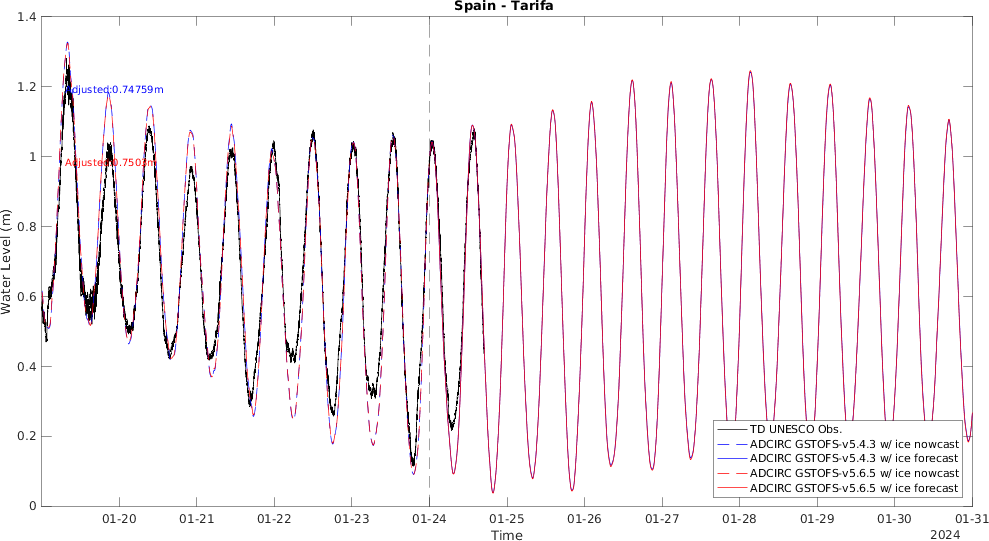 Spain - Tarifa
1.4
1.2
1
0.8
0.6
0.4
0.2
0
Water Level (m)
Adjusted:0.74759m
Adjusted:0.7503m
TD UNESCO Obs.
ADCIRC GSTOFS-v5.4.3 w/ ice nowcast
ADCIRC GSTOFS-v5.4.3 w/ ice forecast
ADCIRC GSTOFS-v5.6.5 w/ ice nowcast
ADCIRC GSTOFS-v5.6.5 w/ ice forecast
01-20 01-21 01-22 01-23 01-24 01-25 01-26 01-27 01-28 01-29 01-30 01-31
Time
2024